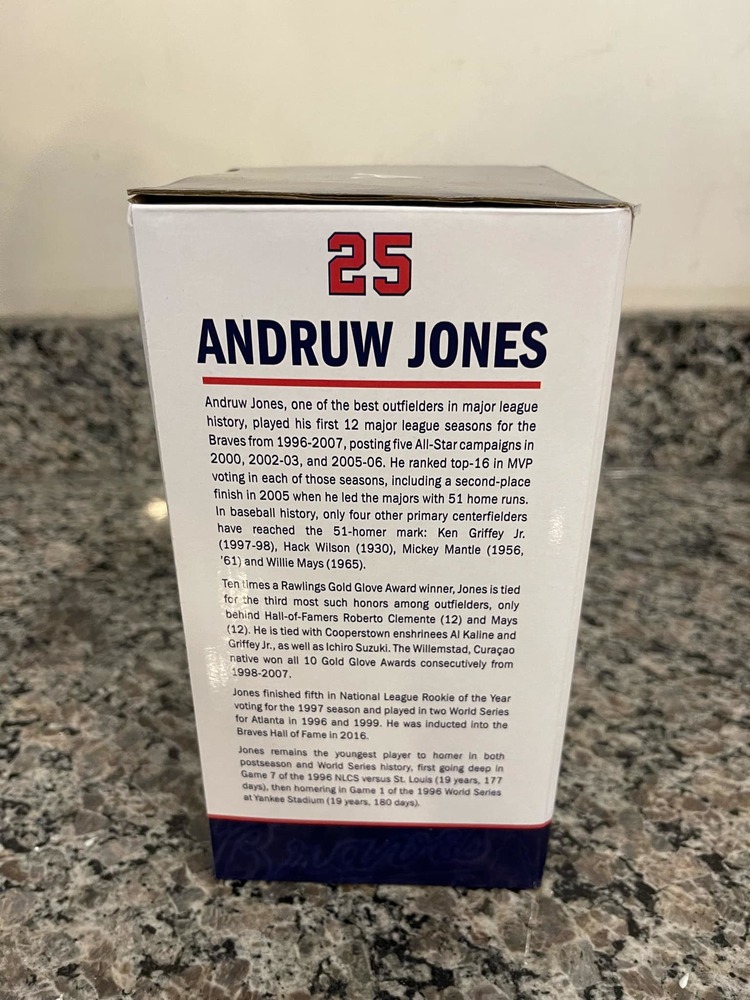 25
ANDRUW JONES
Andruw Jones, one of the best outfielders in major league
history, played his first 12 major league seasons for the
Braves from 1996-2007, posting five All-Star campaigns in
2000, 2002-03, and 2005-06. He ranked top-16 in MVP
voting in each of those seasons, including a second-place
finish in 2005 when he led the majors with 51 home runs.
In baseball history, only four other primary centerfielders
have reached the 51-homer mark: Ken Griffey Jr.
(1997-98), Hack Wilson (1930), Mickey Mantle (1956,
'61) and Willie Mays (1965).
Ten times a Rawlings Gold Glove Award winner, Jones is tied
for the third most such honors among outfielders, only
behind Hall-of-Famers Roberto Clemente (12) and Mays
(12). He is tied with Cooperstown enshrinees Al Kaline and
Griffey Jr., as well as Ichiro Suzuki. The Willemstad, Curaçao
native won all 10 Gold Glove Awards consecutively from
1998-2007.
Jones finished fifth in National League Rookie of the Year
voting for the 1997 season and played in two World Series
for Atlanta in 1996 and 1999. He was inducted into the
Braves Hall of Fame in 2016.
Jones remains the youngest player to homer in both
postseason and World Series history, first going deep in
Game 7 of the 1996 NLCS versus St. Louis (19 years, 177
days), then homering in Game 1 of the 1996 World Series
at Yankee Stadium (19 years, 180 days).
Braves